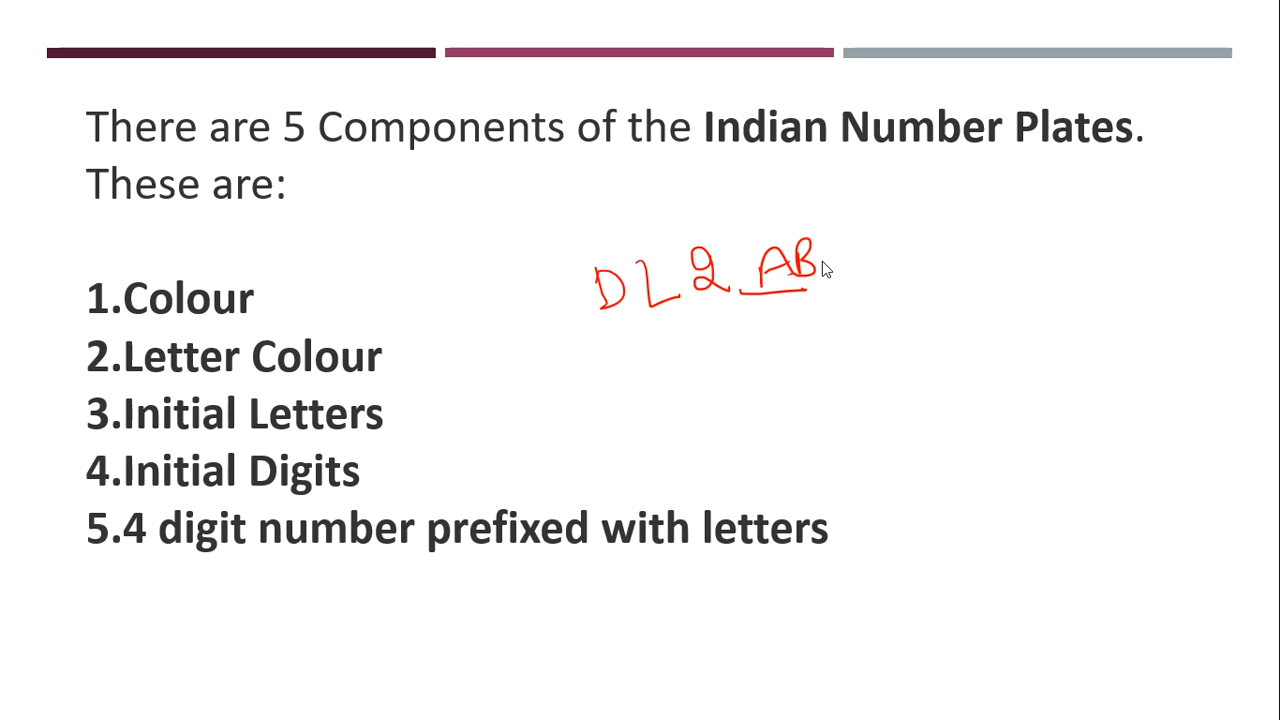 There are 5 Components of the Indian Number Plates.
These are:
DL 2 AB
1.Colour
2.Letter Colour
3.Initial Letters
4.Initial Digits
5.4 digit number prefixed with letters